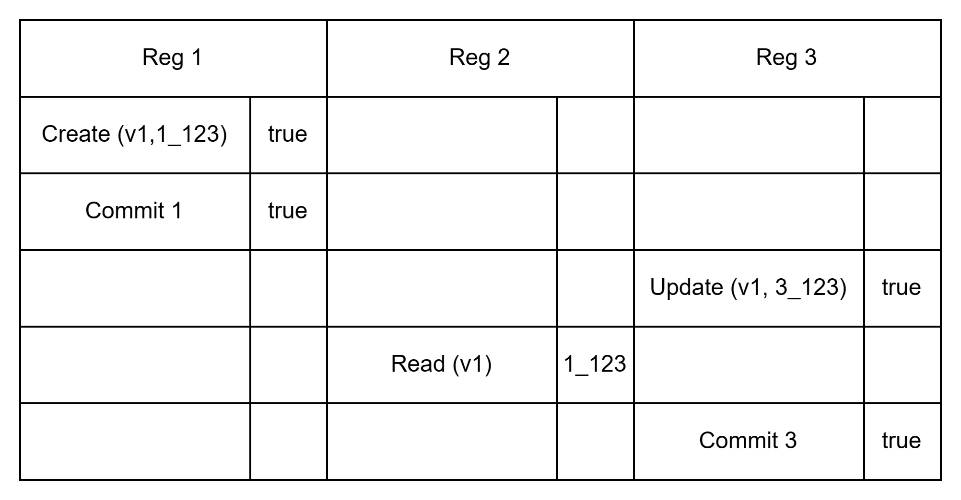 Reg 1
Reg 2
Reg 3
Create (v1,1_123)
true
Commit 1
true
Update (v1, 3_123)
true
Read (v1)
1_123
Commit 3
true